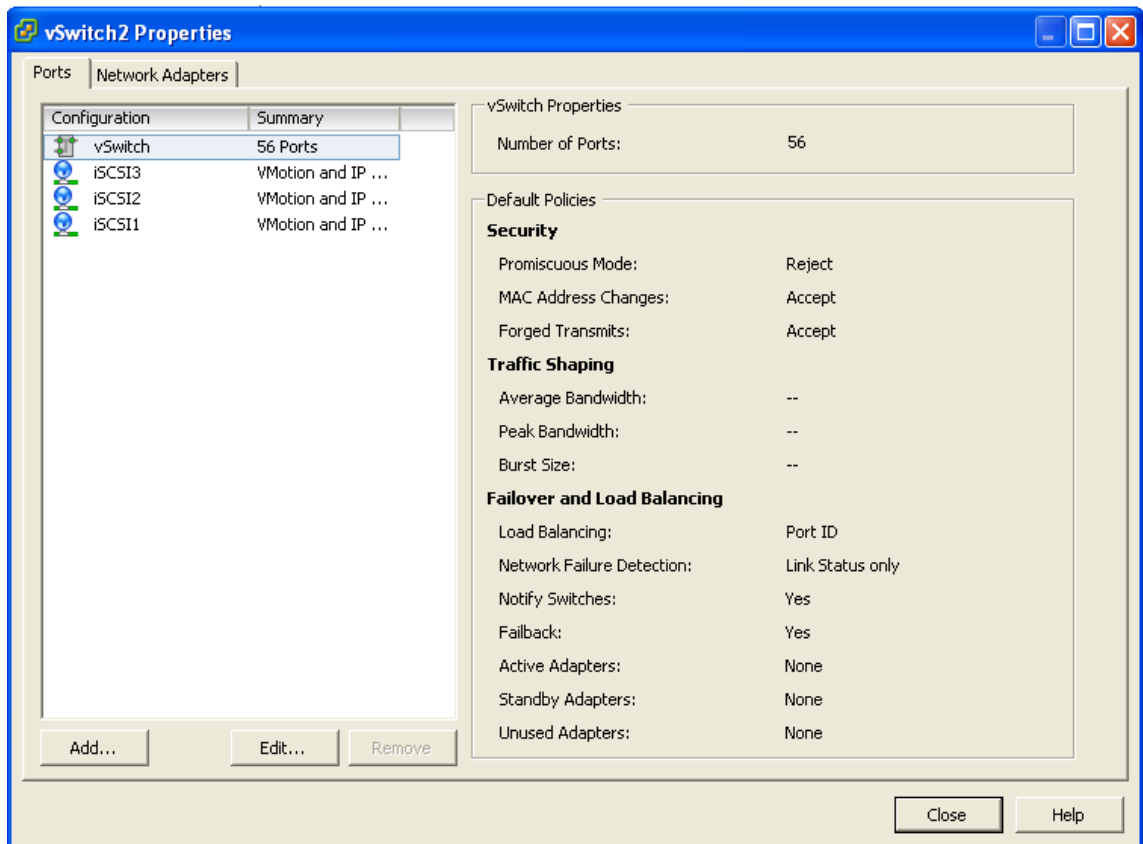 vSwitch2 Properties
Ports
Network Adapters
Configuration Summary
vSwitch 56 Ports
iSCSI3 VMotion and IP ...
iSCSI2 VMotion and IP ...
iSCSI1 VMotion and IP ...
Add...
Edit...
Remove
vSwitch Properties
Number of Ports: 56
Default Policies
Security
Promiscuous Mode: Reject
MAC Address Changes: Accept
Forged Transmits: Accept
Traffic Shaping
Average Bandwidth: --
Peak Bandwidth: --
Burst Size: --
Failover and Load Balancing
Load Balancing: Port ID
Network Failure Detection: Link Status only
Notify Switches: Yes
Failback: Yes
Active Adapters: None
Standby Adapters: None
Unused Adapters: None
Close
Help